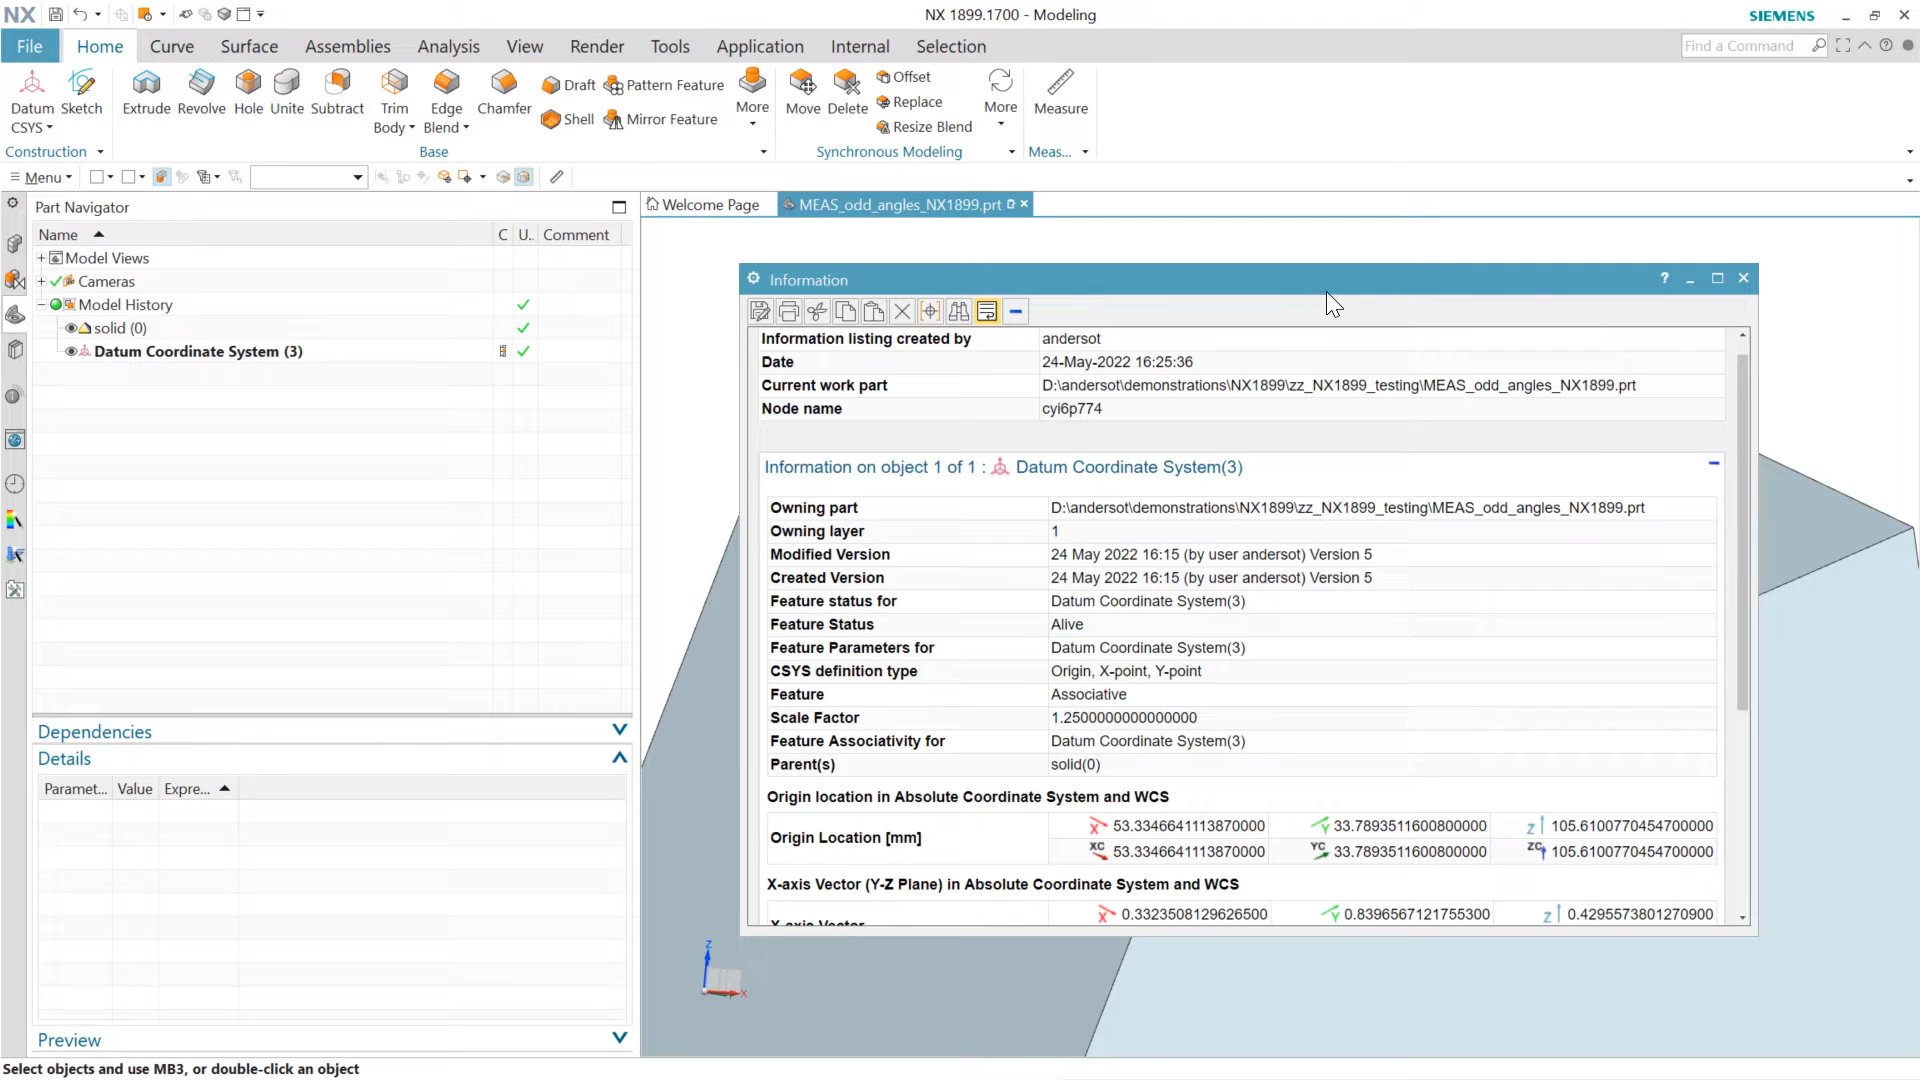 NX
NX 1899.1700 - Modeling
SIEMENS
File Home Curve Surface Assemblies Analysis View Render Tools Application Internal Selection
Find a Command
Datum CSYS
Sketch
Extrude
Revolve
Hole
Unite
Subtract
Trim Body
Edge Blend
Chamfer
Draft
Shell
Pattern Feature
Mirror Feature
More
Move
Delete
Offset
Replace
Resize Blend
More
Measure
Construction
Base
Synchronous Modeling
Meas...
Menu
Part Navigator
Welcome Page
MEAS_odd_angles_NX1899.prt
Name C U.. Comment
Model Views
Cameras
Model History
solid (0)
Datum Coordinate System (3)
Dependencies
Details
Paramet... Value Expre...
Preview
Information
Information listing created by andersot
Date 24-May-2022 16:25:36
Current work part D:\andersot\demonstrations\NX1899\zz_NX1899_testing\MEAS_odd_angles_NX1899.prt
Node name cyi6p774
Information on object 1 of 1 : Datum Coordinate System(3)
Owning part D:\andersot\demonstrations\NX1899\zz_NX1899_testing\MEAS_odd_angles_NX1899.prt
Owning layer 1
Modified Version 24 May 2022 16:15 (by user andersot) Version 5
Created Version 24 May 2022 16:15 (by user andersot) Version 5
Feature status for Datum Coordinate System(3)
Feature Status Alive
Feature Parameters for Datum Coordinate System(3)
CSYS definition type Origin, X-point, Y-point
Feature Associative
Scale Factor 1.2500000000000000
Feature Associativity for Datum Coordinate System(3)
Parent(s) solid(0)
Origin location in Absolute Coordinate System and WCS
Origin Location [mm]
X 53.3346641113870000 Y 33.7893511600800000 Z 105.6100770454700000
XC 53.3346641113870000 YC 33.7893511600800000 ZC 105.6100770454700000
X-axis Vector (Y-Z Plane) in Absolute Coordinate System and WCS
X-axis Vector X 0.3323508129626500 Y 0.8396567121755300 Z 0.4295573801270900
Z
X
Select objects and use MB3, or double-click an object